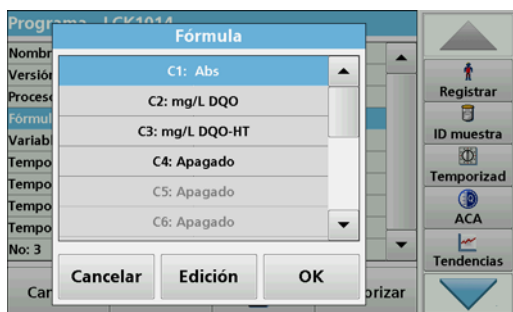 Fórmula
Registrar
ID muestra
Temporizad
ACA
Tendencias
C1: Abs
C2: mg/L DQO
C3: mg/L DQO-HT
C4: Apagado
C5: Apagado
C6: Apagado
No: 3
Cancelar
Edición
OK